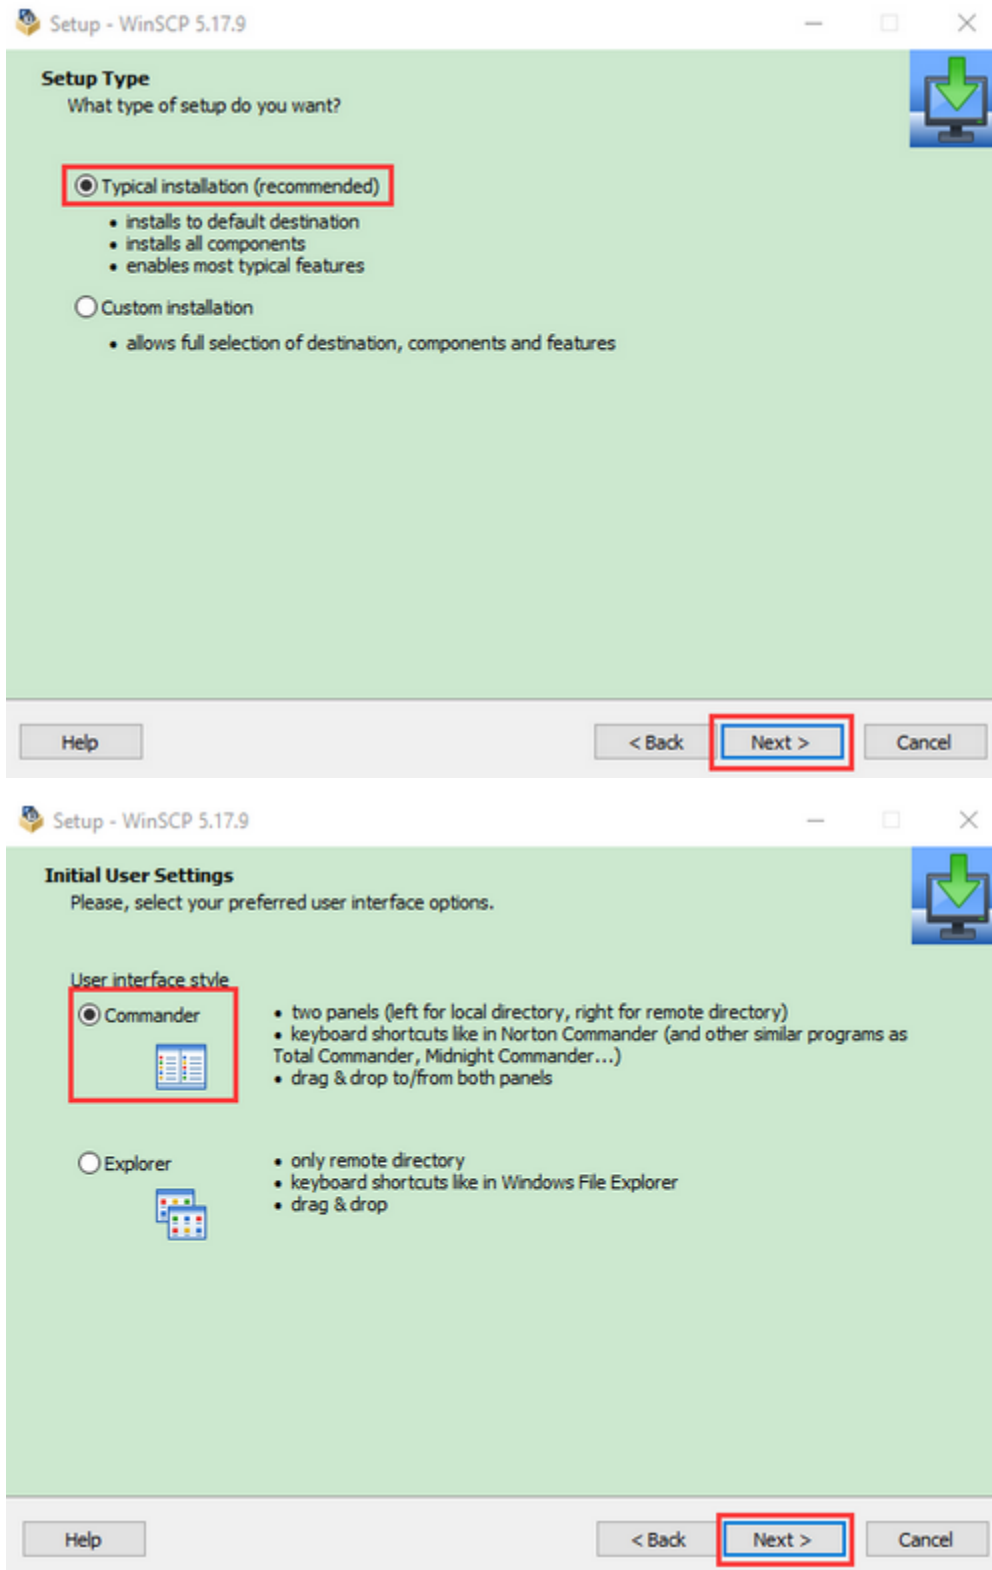 Setup - WinSCP 5.17.9
Setup Type
What type of setup do you want?
Typical installation (recommended)
• installs to default destination
• installs all components
• enables most typical features
Custom installation
• allows full selection of destination, components and features
Help
< Back
Next >
Cancel
Setup - WinSCP 5.17.9
Initial User Settings
Please, select your preferred user interface options.
User interface style
Commander
• two panels (left for local directory, right for remote directory)
• keyboard shortcuts like in Norton Commander (and other similar programs as
Total Commander, Midnight Commander...)
• drag & drop to/from both panels
Explorer
• only remote directory
• keyboard shortcuts like in Windows File Explorer
• drag & drop
Help
< Back
Next >
Cancel